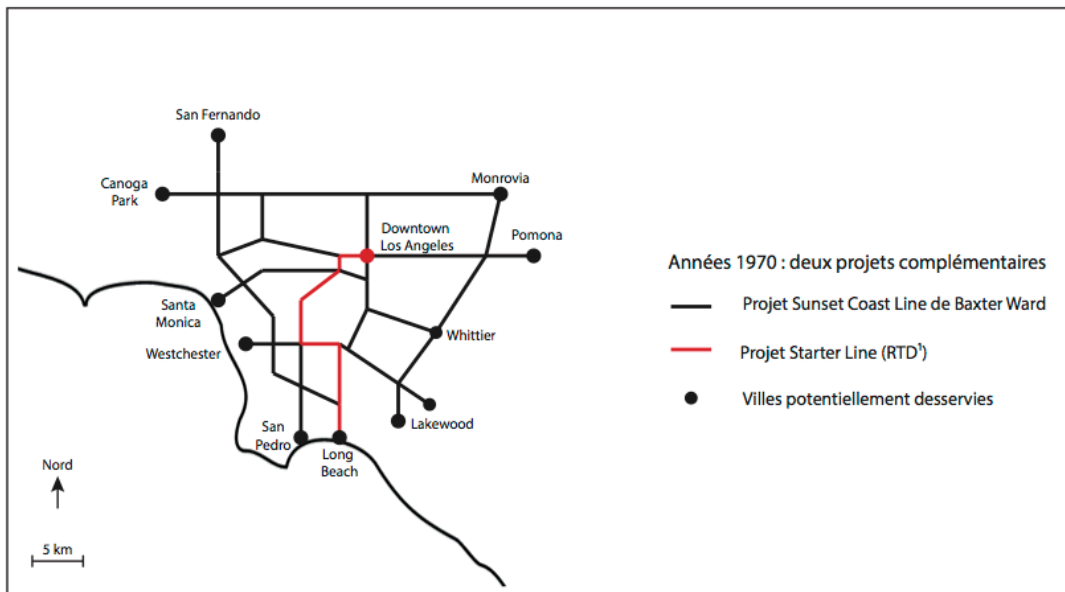 San Fernando
Canoga
Park
Monrovia
Downtown
Los Angeles
Pomona
Santa
Monica
Westchester
Whittier
Lakewood
San
Pedro
Long
Beach
Nord
5 km
Années 1970 : deux projets complémentaires
Projet Sunset Coast Line de Baxter Ward
Projet Starter Line (RTD¹)
Villes potentiellement desservies